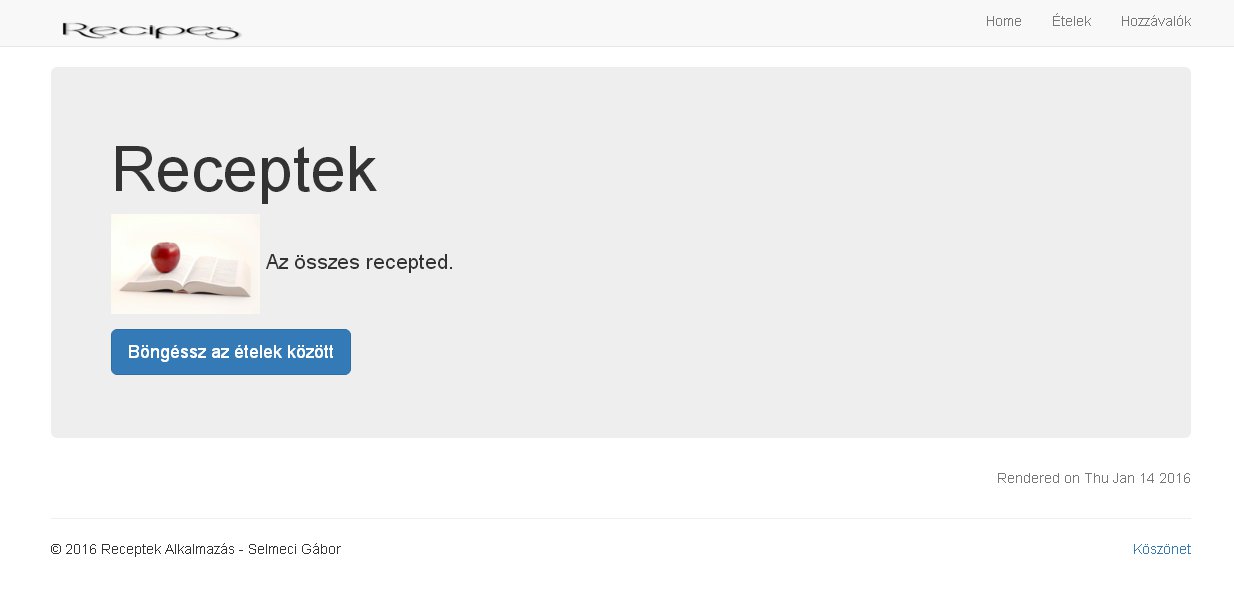 Recipes
Home Ételek Hozzávalók
Receptek
Az összes recepted.
Böngéssz az ételek között
Rendered on Thu Jan 14 2016
© 2016 Receptek Alkalmazás - Selmeci Gábor
Köszönet